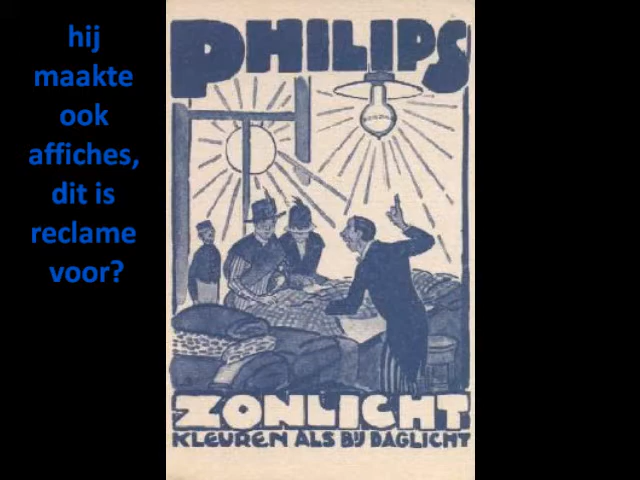 hij
maakte
ook
affiches,
dit is
reclame
voor?
PHILIPS
ZONLICHT
KLEUREN ALS BIJ DAGLICHT